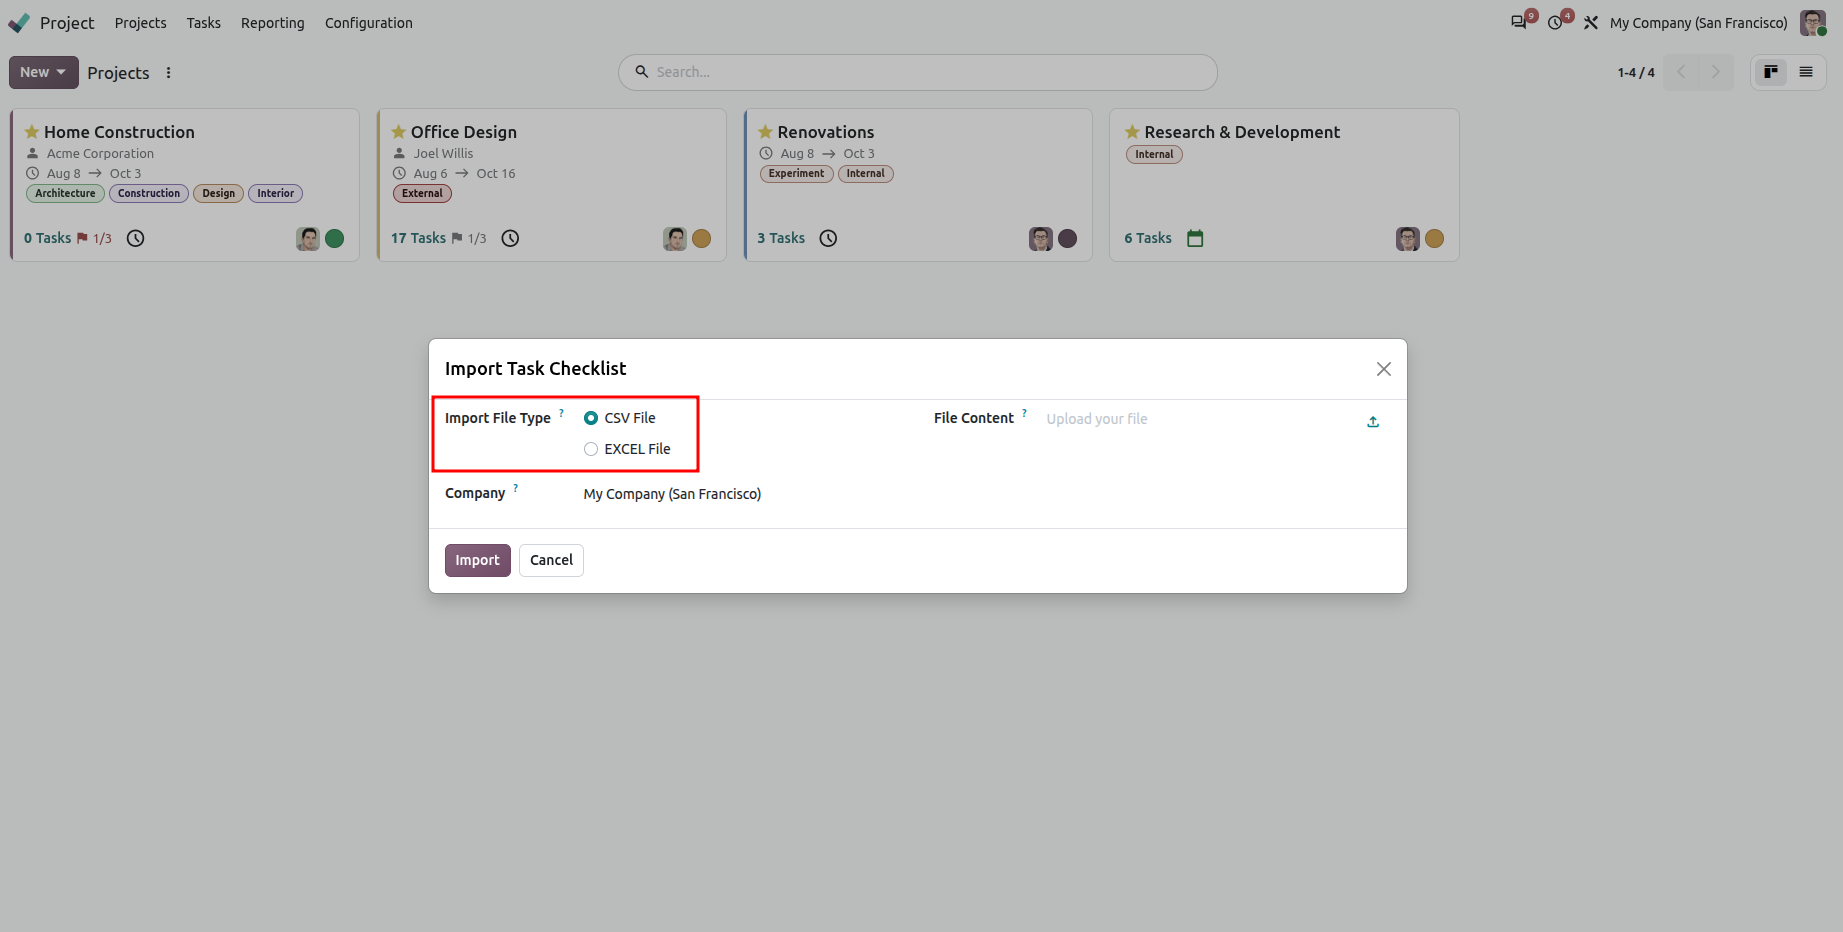 Project Projects Tasks Reporting Configuration 9 4 My Company (San Francisco)
New Projects Search... 1-4 / 4
Home Construction
Acme Corporation
Aug 8 → Oct 3
Architecture Construction Design Interior
0 Tasks 1/3
Office Design
Joel Willis
Aug 6 → Oct 16
External
17 Tasks 1/3
Renovations
Aug 8 → Oct 3
Experiment Internal
3 Tasks
Research & Development
Internal
6 Tasks
Import Task Checklist
Import File Type ? CSV File
EXCEL File
File Content ? Upload your file
Company ? My Company (San Francisco)
Import Cancel